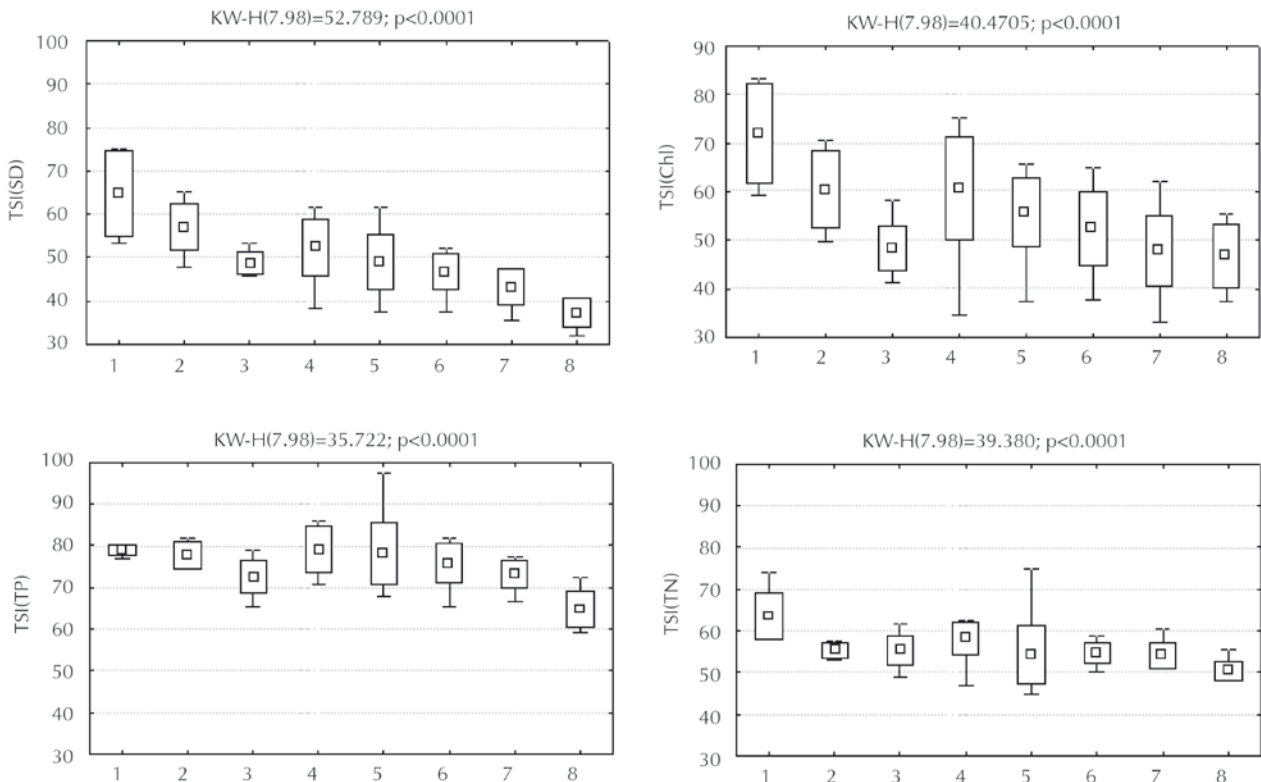 KW-H(7.98)=52.789; p<0.0001
TSI(SD)
100
90
80
70
60
50
40
30
1 2 3 4 5 6 7 8
KW-H(7.98)=40.4705; p<0.0001
TSI(Chl)
90
80
70
60
50
40
30
1 2 3 4 5 6 7 8
KW-H(7.98)=35.722; p<0.0001
TSI(TP)
100
90
80
70
60
50
40
30
1 2 3 4 5 6 7 8
KW-H(7.98)=39.380; p<0.0001
TSI(TN)
100
90
80
70
60
50
40
30
1 2 3 4 5 6 7 8